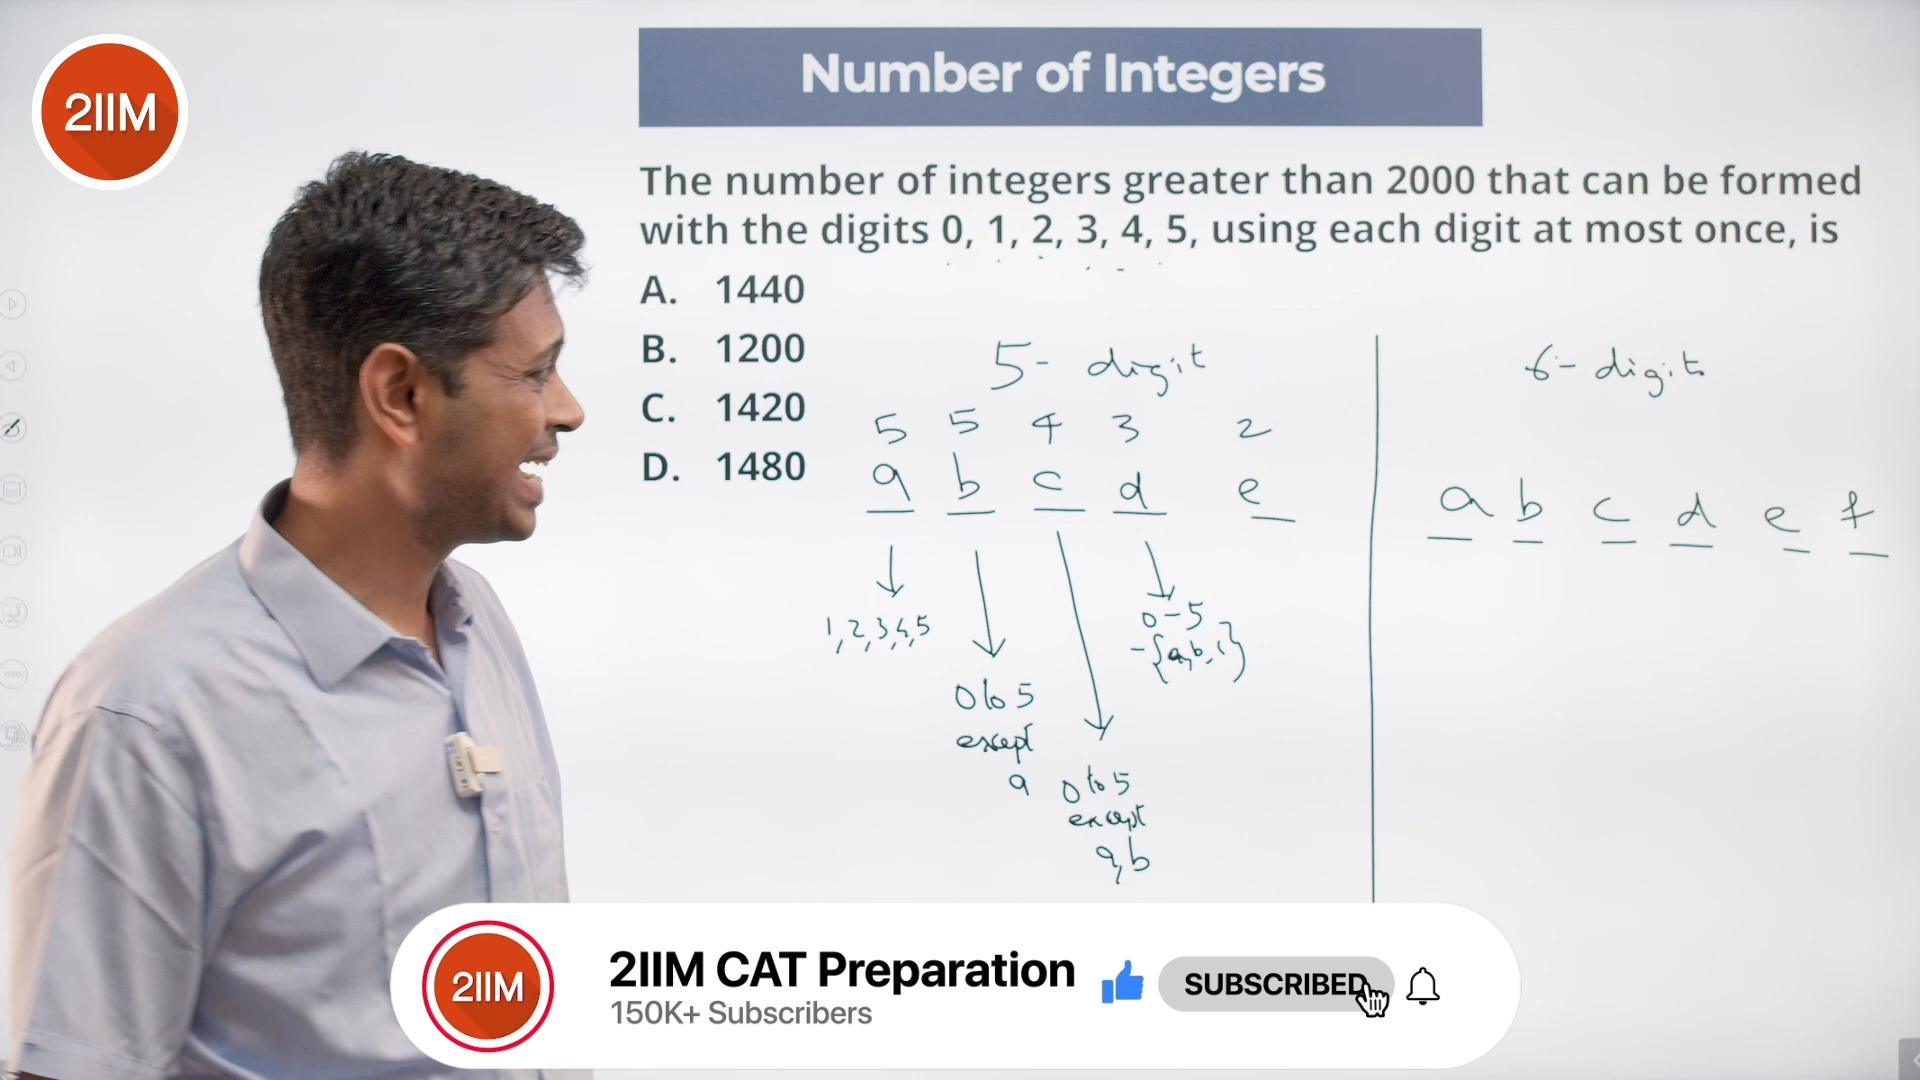 2IIM
Number of Integers
The number of integers greater than 2000 that can be formed
with the digits 0, 1, 2, 3, 4, 5, using each digit at most once, is
A. 1440
B. 1200
C. 1420
D. 1480
5- digit
5 5 4 3 2
a b c d e
1,2,3,4,5
0 to 5
except
a
0 to 5
except
a,b
0-5
-{a,b,c}
6- digits
a b c d e f
2IIM
2IIM CAT Preparation
150K+ Subscribers
SUBSCRIBED